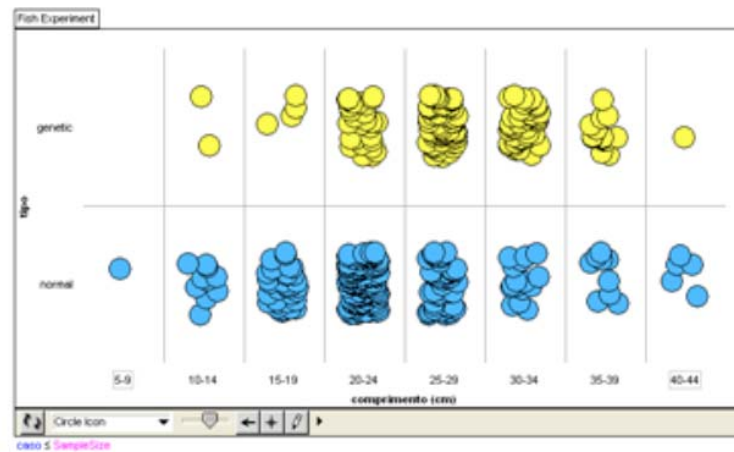 Fish Experiment
genetic
tipo
normal
5-9 10-14 15-19 20-24 25-29 30-34 35-39 40-44
comprimento (cm)
Circle Icon
caso ≤ SampleSize